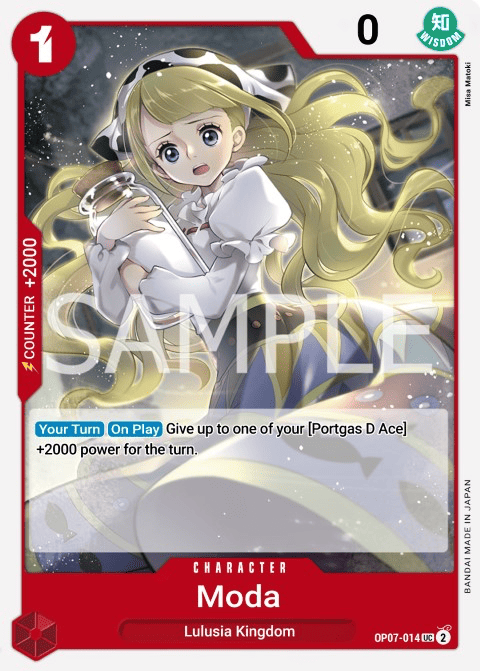 1
0
知
WISDOM
Misa Matoki
COUNTER +2000
SAMPLE
Your Turn On Play Give up to one of your [Portgas D Ace]
+2000 power for the turn.
BANDAI MADE IN JAPAN
CHARACTER
Moda
Lulusia Kingdom
OP07-014 UC 2